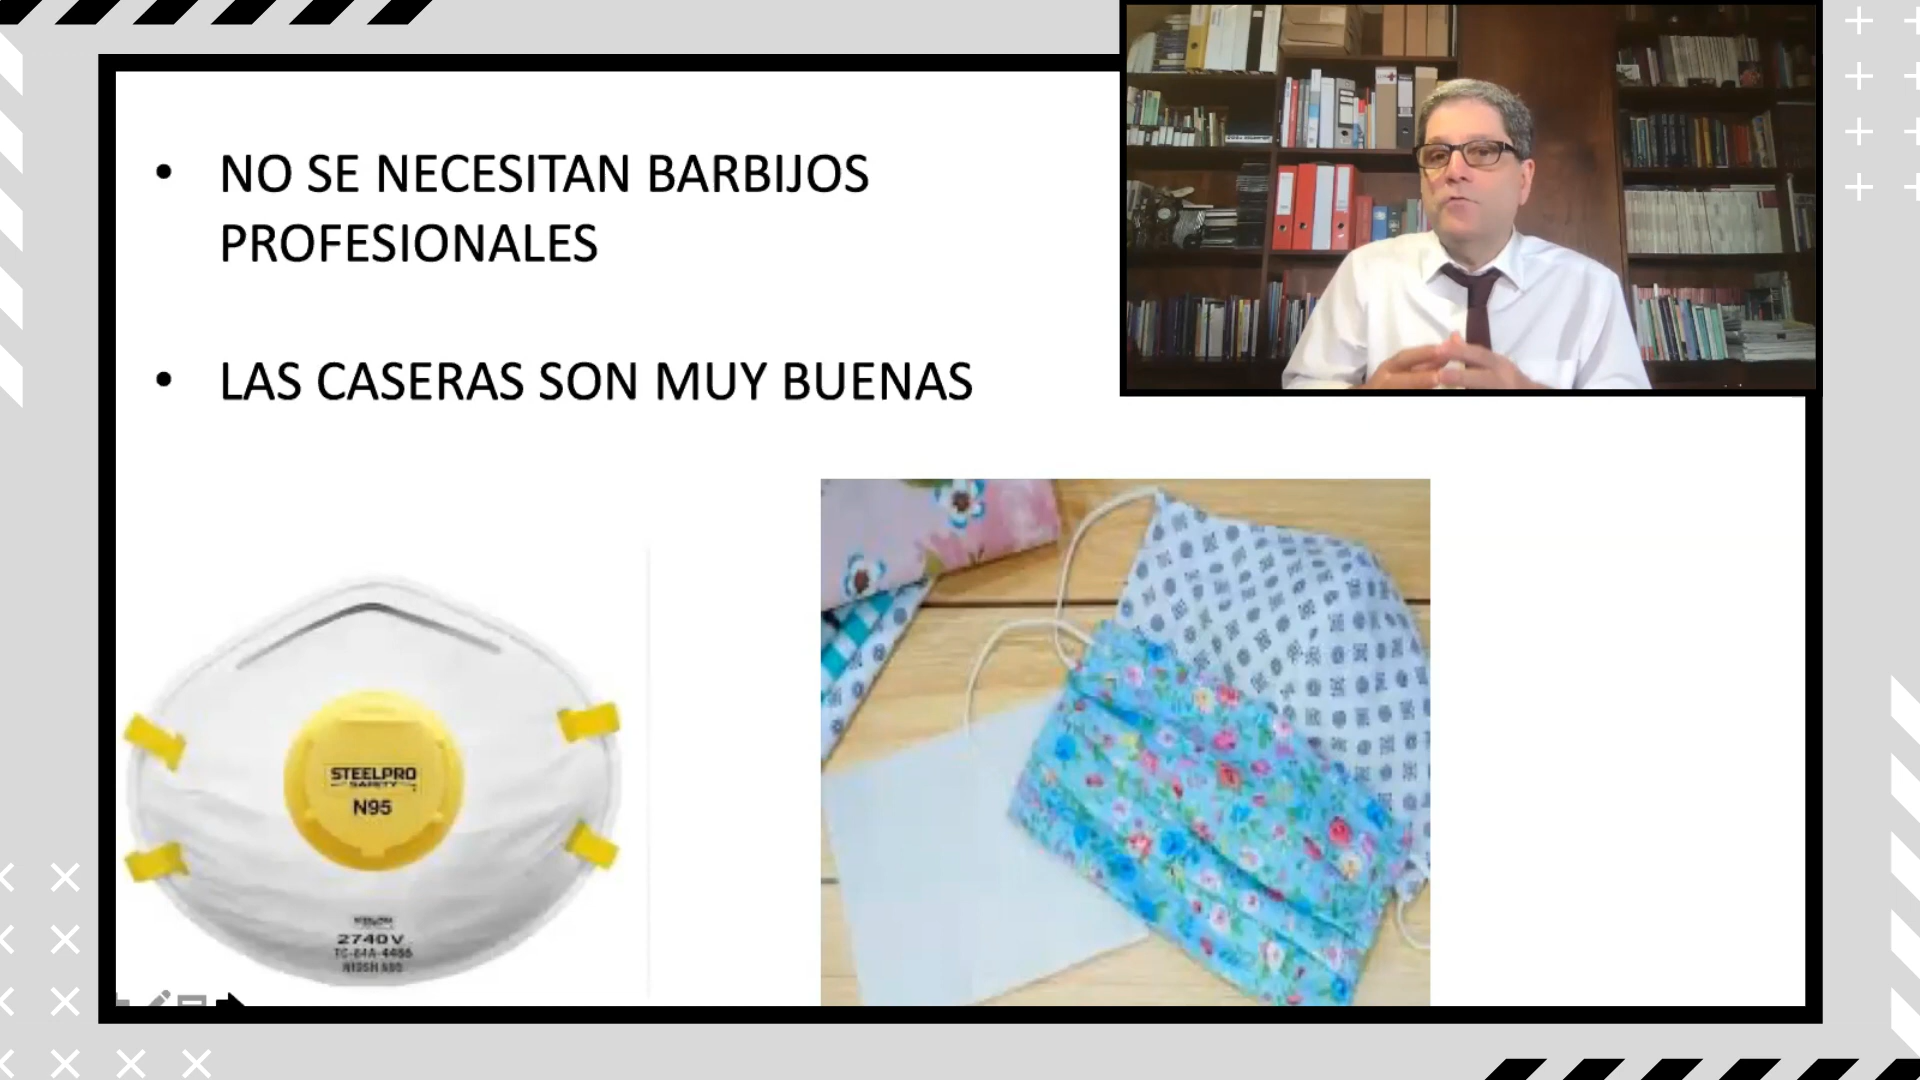 • NO SE NECESITAN BARBIJOS
PROFESIONALES
• LAS CASERAS SON MUY BUENAS
STEELPRO
SAFETY
N95
2740V